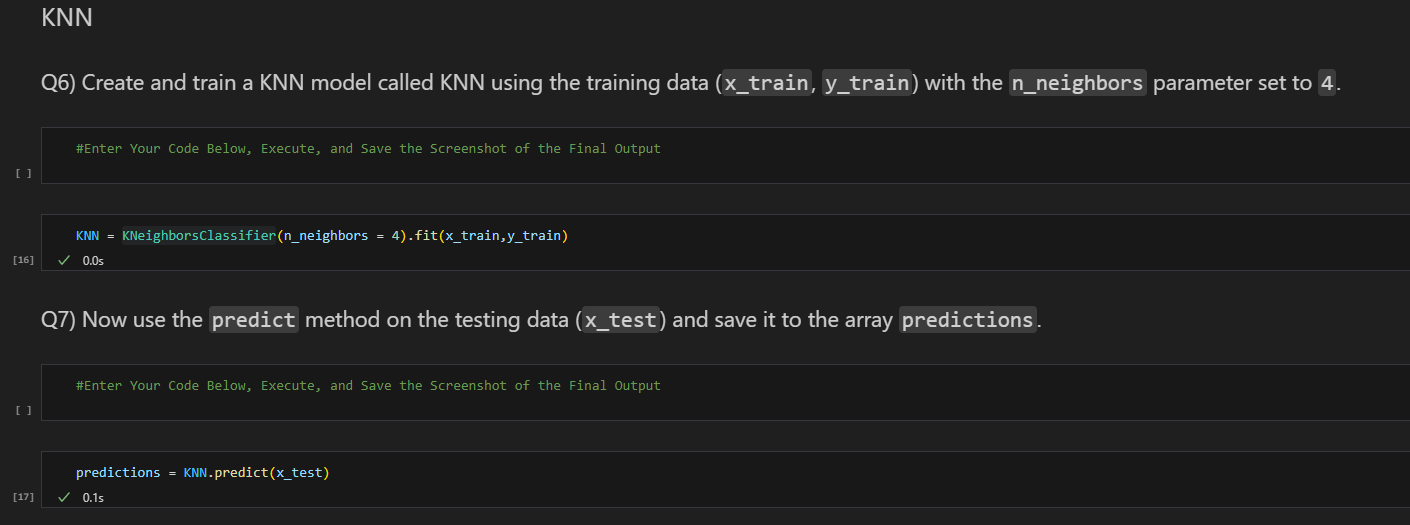 KNN
Q6) Create and train a KNN model called KNN using the training data (x_train, y_train) with the n_neighbors parameter set to 4.
#Enter Your Code Below, Execute, and Save the Screenshot of the Final Output
[ ]
KNN = KNeighborsClassifier(n_neighbors = 4).fit(x_train,y_train)
[16] ✓ 0.0s
Q7) Now use the predict method on the testing data (x_test) and save it to the array predictions.
#Enter Your Code Below, Execute, and Save the Screenshot of the Final Output
[ ]
predictions = KNN.predict(x_test)
[17] ✓ 0.1s